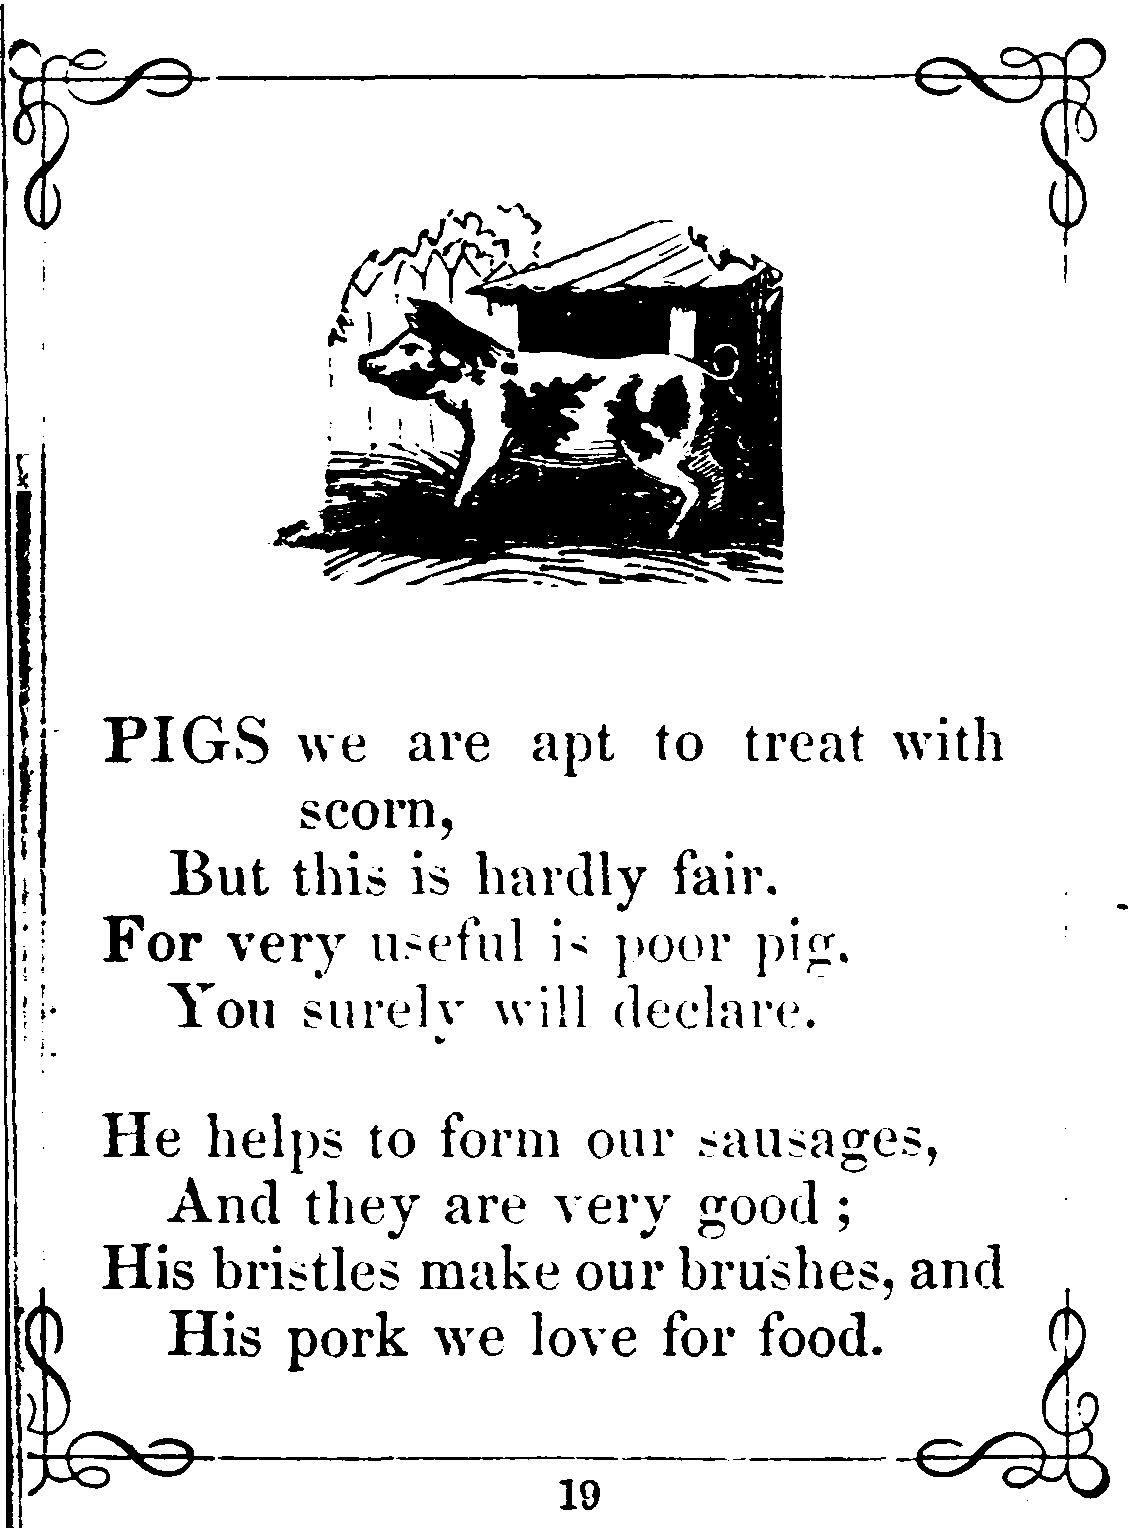 PIGS we are apt to treat with
scorn,
But this is hardly fair.
For very useful is poor pig.
You surely will declare.
He helps to form our sausages,
And they are very good ;
His bristles make our brushes, and
His pork we love for food.
19